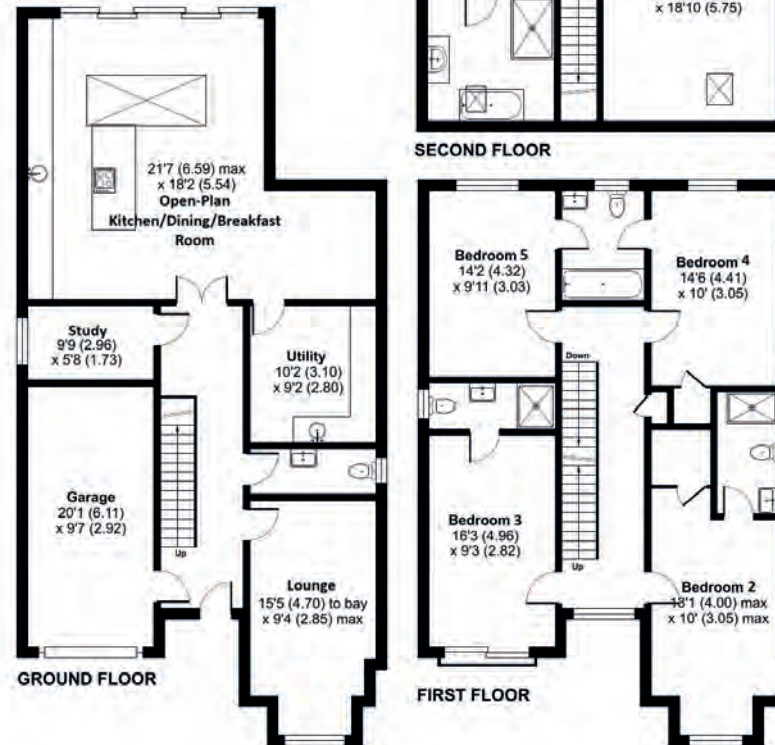 x 18'10 (5.75)
SECOND FLOOR
21'7 (6.59) max
x 18'2 (5.54)
Open-Plan
Kitchen/Dining/Breakfast
Room
Study
9'9 (2.96)
x 5'8 (1.73)
Utility
10'2 (3.10)
x 9'2 (2.80)
Garage
20'1 (6.11)
x 9'7 (2.92)
Up
Lounge
15'5 (4.70) to bay
x 9'4 (2.85) max
GROUND FLOOR
Bedroom 5
14'2 (4.32)
x 9'11 (3.03)
Bedroom 4
14'6 (4.41)
x 10' (3.05)
Down
Bedroom 3
16'3 (4.96)
x 9'3 (2.82)
Up
Bedroom 2
18'1 (4.00) max
x 10' (3.05) max
FIRST FLOOR